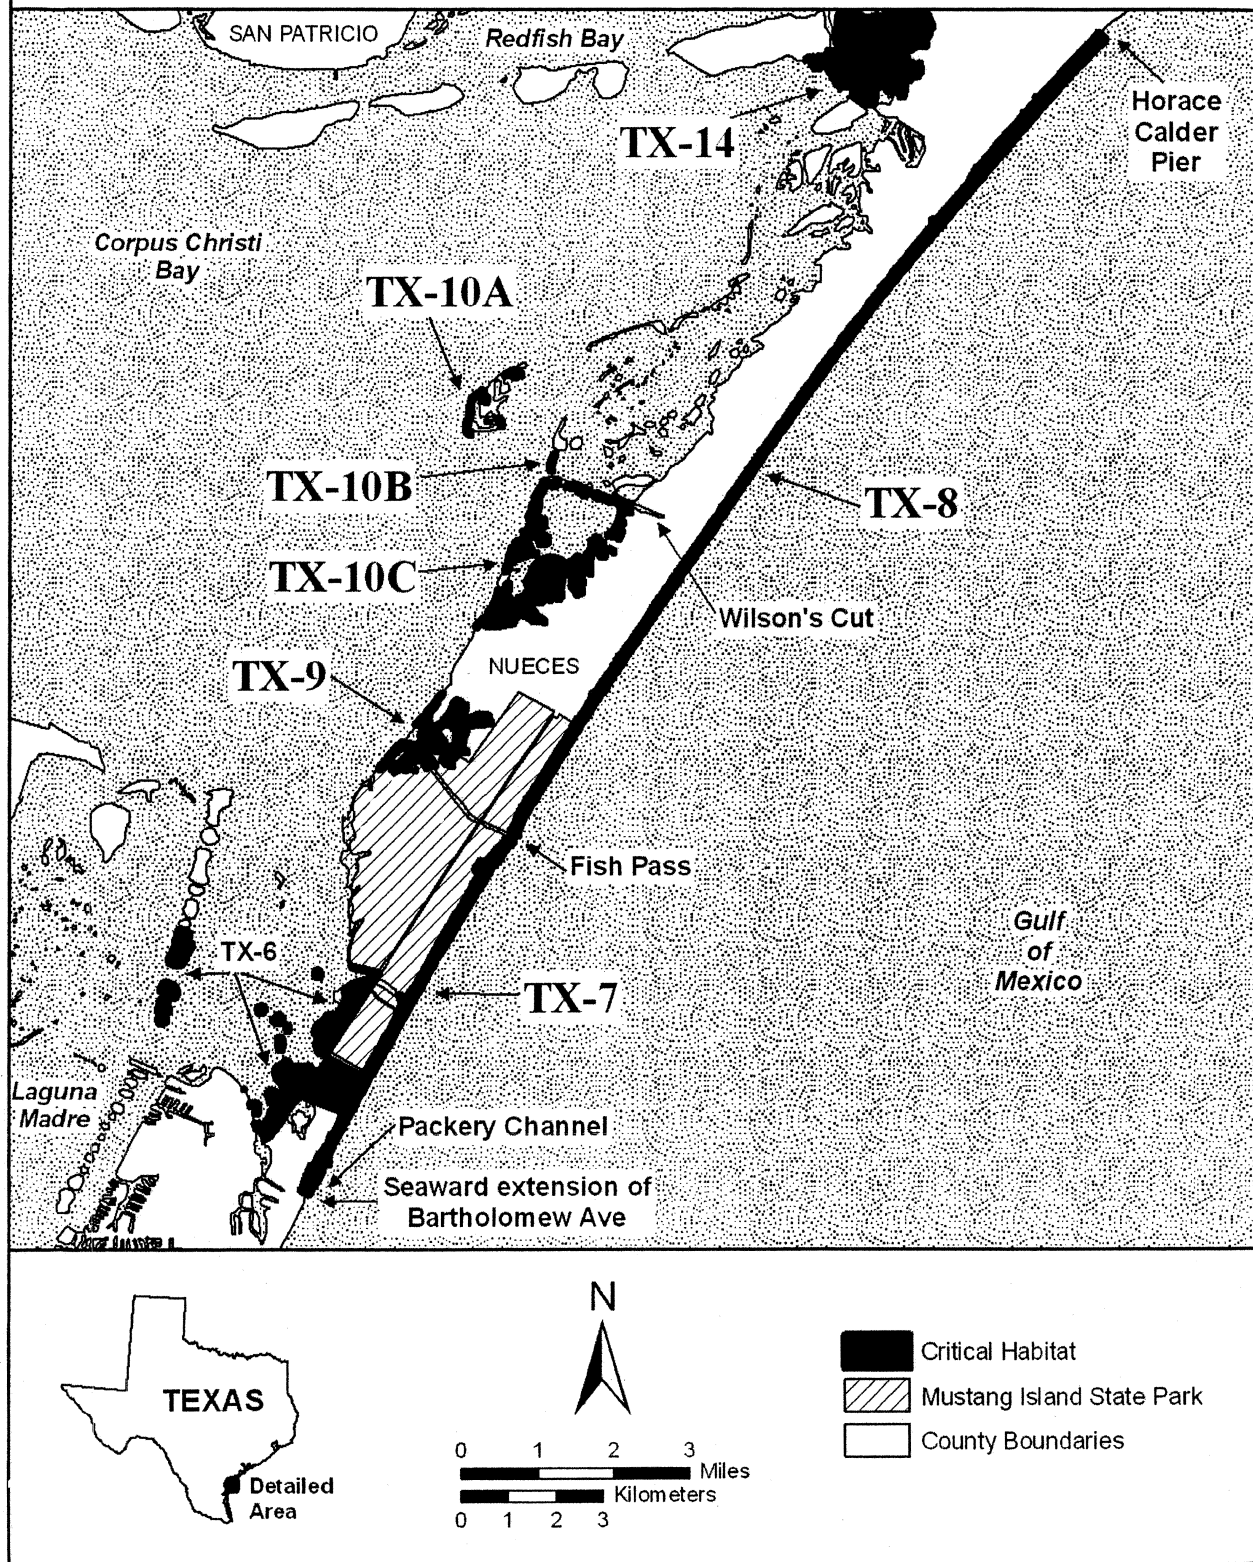 SAN PATRICIO
Redfish Bay
Horace
Calder
Pier
TX-14
Corpus Christi
Bay
TX-10A
TX-10B
TX-8
TX-10C
Wilson's Cut
NUECES
TX-9
Fish Pass
Gulf
of
Mexico
TX-6
TX-7
Laguna
Madre
Packery Channel
Seaward extension of
Bartholomew Ave
TEXAS
Detailed
Area
N
0 1 2 3
Miles
Kilometers
0 1 2 3
Critical Habitat
Mustang Island State Park
County Boundaries